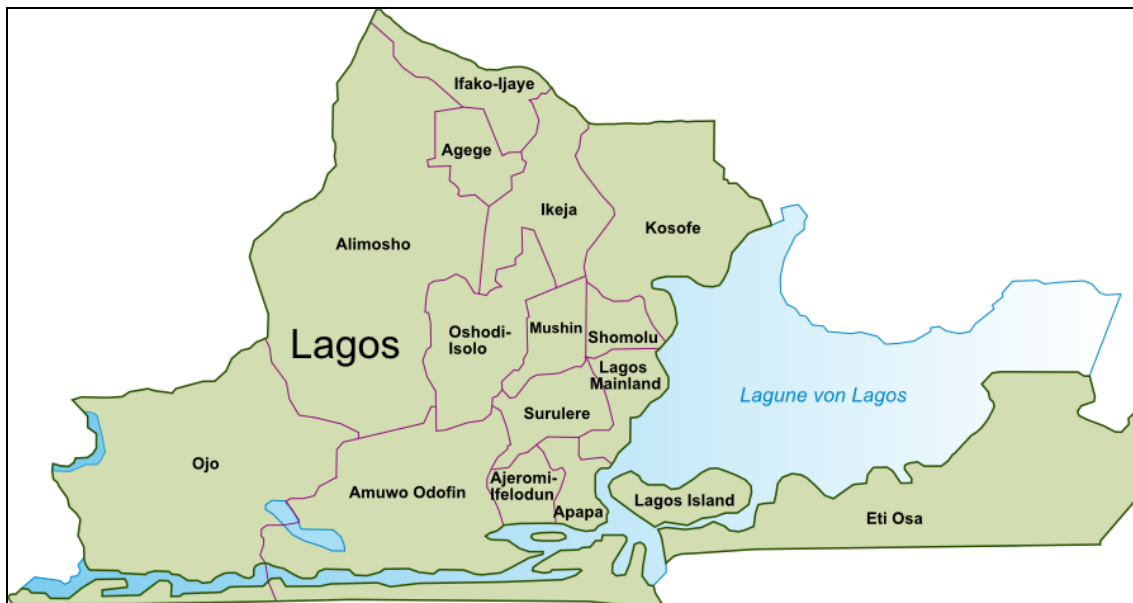 Ifako-Ijaye
Agege
Ikeja
Kosofe
Alimosho
Oshodi-
Isolo
Mushin
Shomolu
Lagos
Lagos
Mainland
Lagune von Lagos
Surulere
Ojo
Amuwo Odofin
Ajeromi-
Ifelodun
Apapa
Lagos Island
Eti Osa